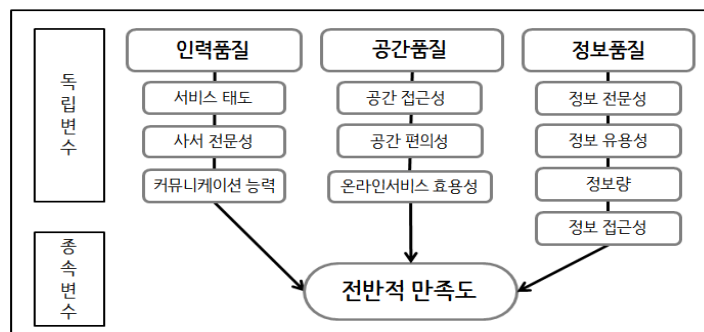 독립변수
인력품질
서비스 태도
사서 전문성
커뮤니케이션 능력
공간품질
공간 접근성
공간 편의성
온라인서비스 효용성
정보품질
정보 전문성
정보 유용성
정보량
정보 접근성
종속변수
전반적 만족도